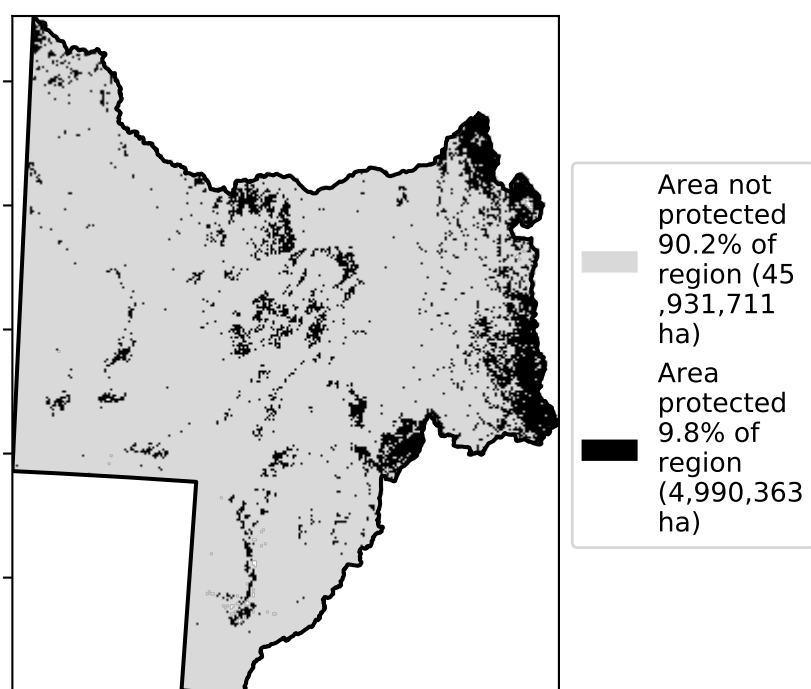 Area not
protected
90.2% of
region (45
,931,711
ha)
Area
protected
9.8% of
region
(4,990,363
ha)